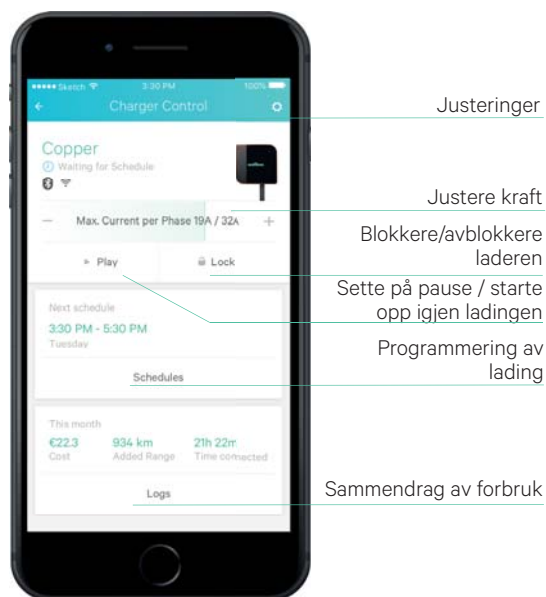 Sketch 3:30 PM 100%
Charger Control
Copper
Waiting for Schedule
Max. Current per Phase 19A / 32A
Play Lock
Next schedule
3:30 PM - 5:30 PM
Tuesday
Schedules
This month
€22.3 934 km 21h 22m
Cost Added Range Time connected
Logs
Justeringer
Justere kraft
Blokkere/avblokkere
laderen
Sette på pause / starte
opp igjen ladingen
Programmering av
lading
Sammendrag av forbruk